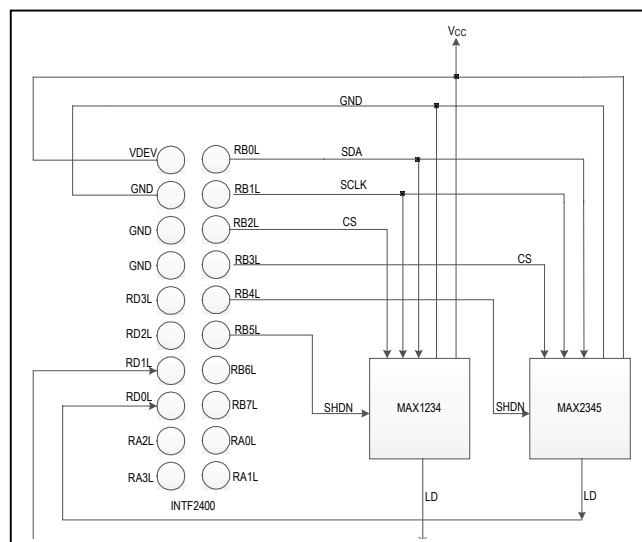 VCC
GND
VDEV RB0L SDA
GND RB1L SCLK
GND RB2L CS
GND RB3L CS
RD3L RB4L
RD2L RB5L
RD1L RB6L
RD0L RB7L
SHDN MAX1234 SHDN MAX2345
RA2L RA0L
RA3L RA1L
LD LD
INTF2400